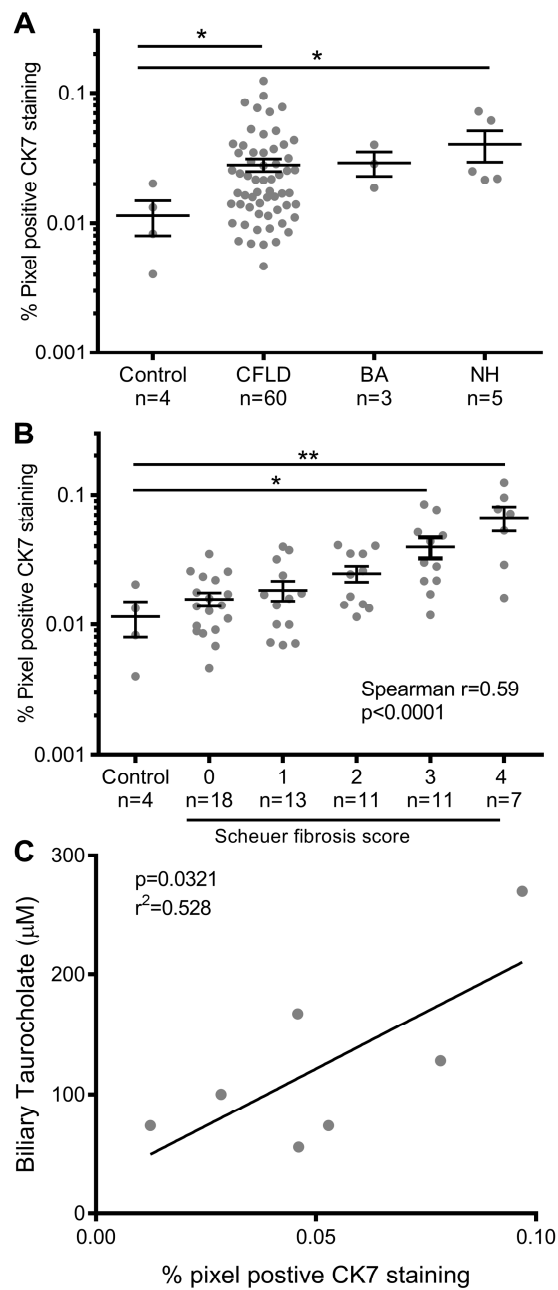 A
% Pixel positive CK7 staining
0.1
0.01
0.001
*
*
Control CFLD BA NH
n=4 n=60 n=3 n=5
B
% Pixel positive CK7 staining
0.1
0.01
0.001
**
*
Spearman r=0.59
p<0.0001
Control 0 1 2 3 4
n=4 n=18 n=13 n=11 n=11 n=7
Scheuer fibrosis score
C
Biliary Taurocholate (μM)
300
200
100
0
p=0.0321
r²=0.528
0.00 0.05 0.10
% pixel postive CK7 staining